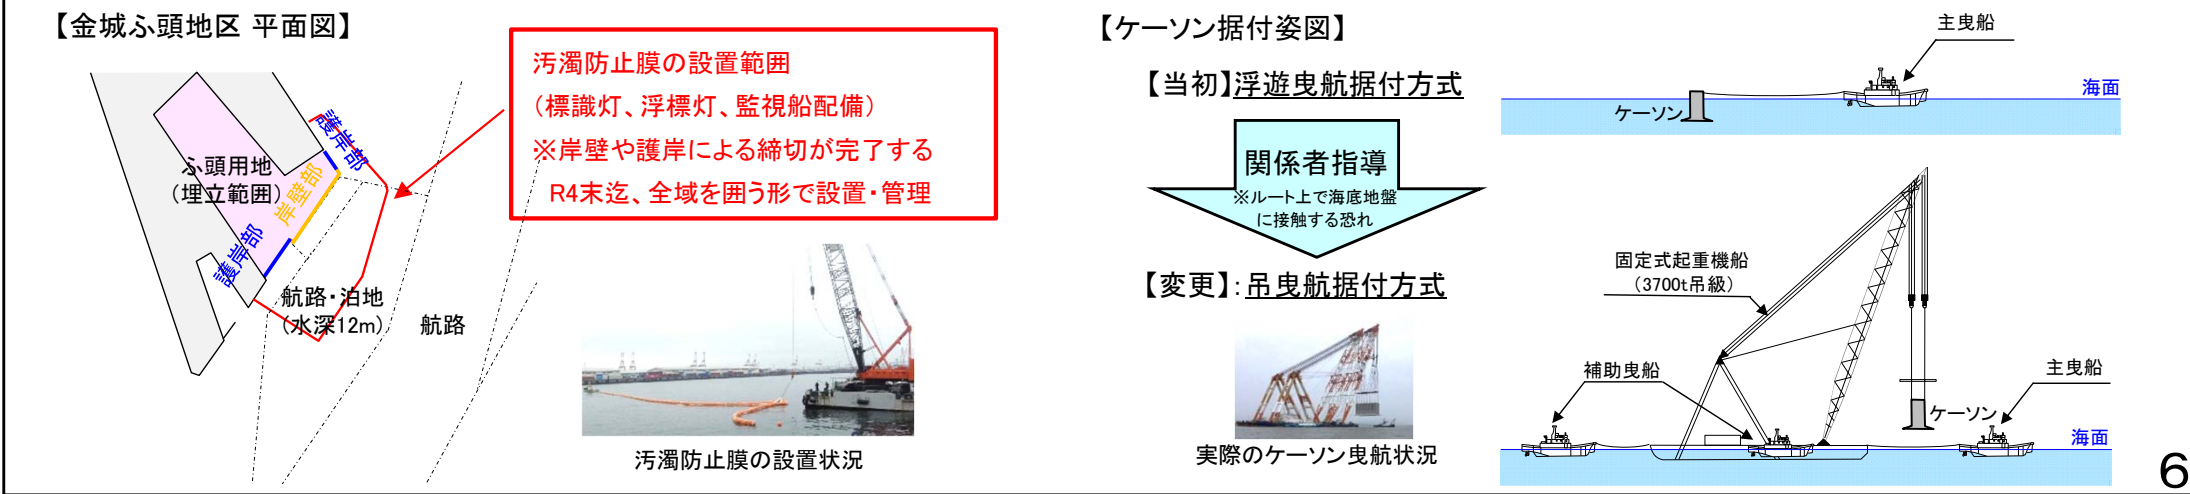 【金城ふ頭地区 平面図】
汚濁防止膜の設置範囲
(標識灯、浮標灯、監視船配備)
※岸壁や護岸による締切が完了する
R4末迄、全域を囲う形で設置・管理
護岸部
ふ頭用地
(埋立範囲)
岸壁部
護岸部
航路・泊地
(水深12m)
航路
汚濁防止膜の設置状況
【ケーソン据付姿図】
【当初】浮遊曳航据付方式
関係者指導
※ルート上で海底地盤
に接触する恐れ
【変更】:吊曳航据付方式
実際のケーソン曳航状況
主曳船
海面
ケーソン
固定式起重機船
(3700t吊級)
補助曳船
主曳船
ケーソン
海面
6